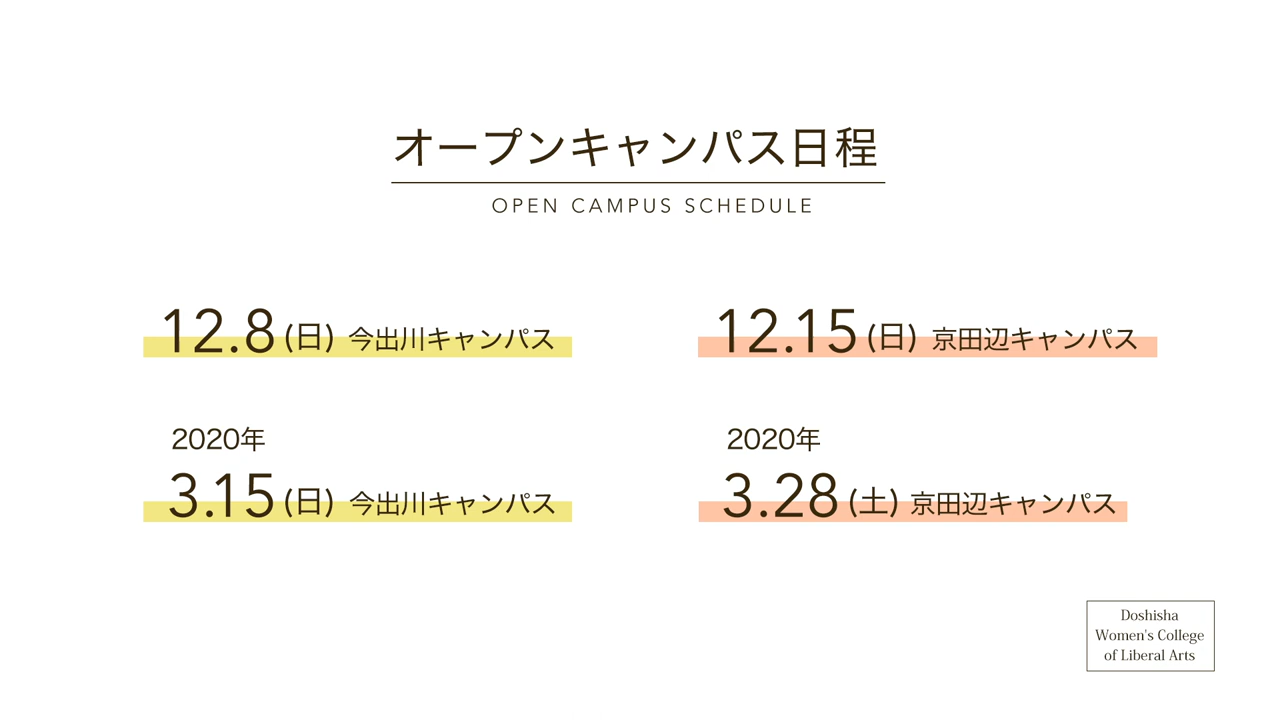 オープンキャンパス日程
OPEN CAMPUS SCHEDULE
12.8 (日) 今出川キャンパス
12.15 (日) 京田辺キャンパス
2020年
3.15 (日) 今出川キャンパス
2020年
3.28 (土) 京田辺キャンパス
Doshisha
Women's College
of Liberal Arts